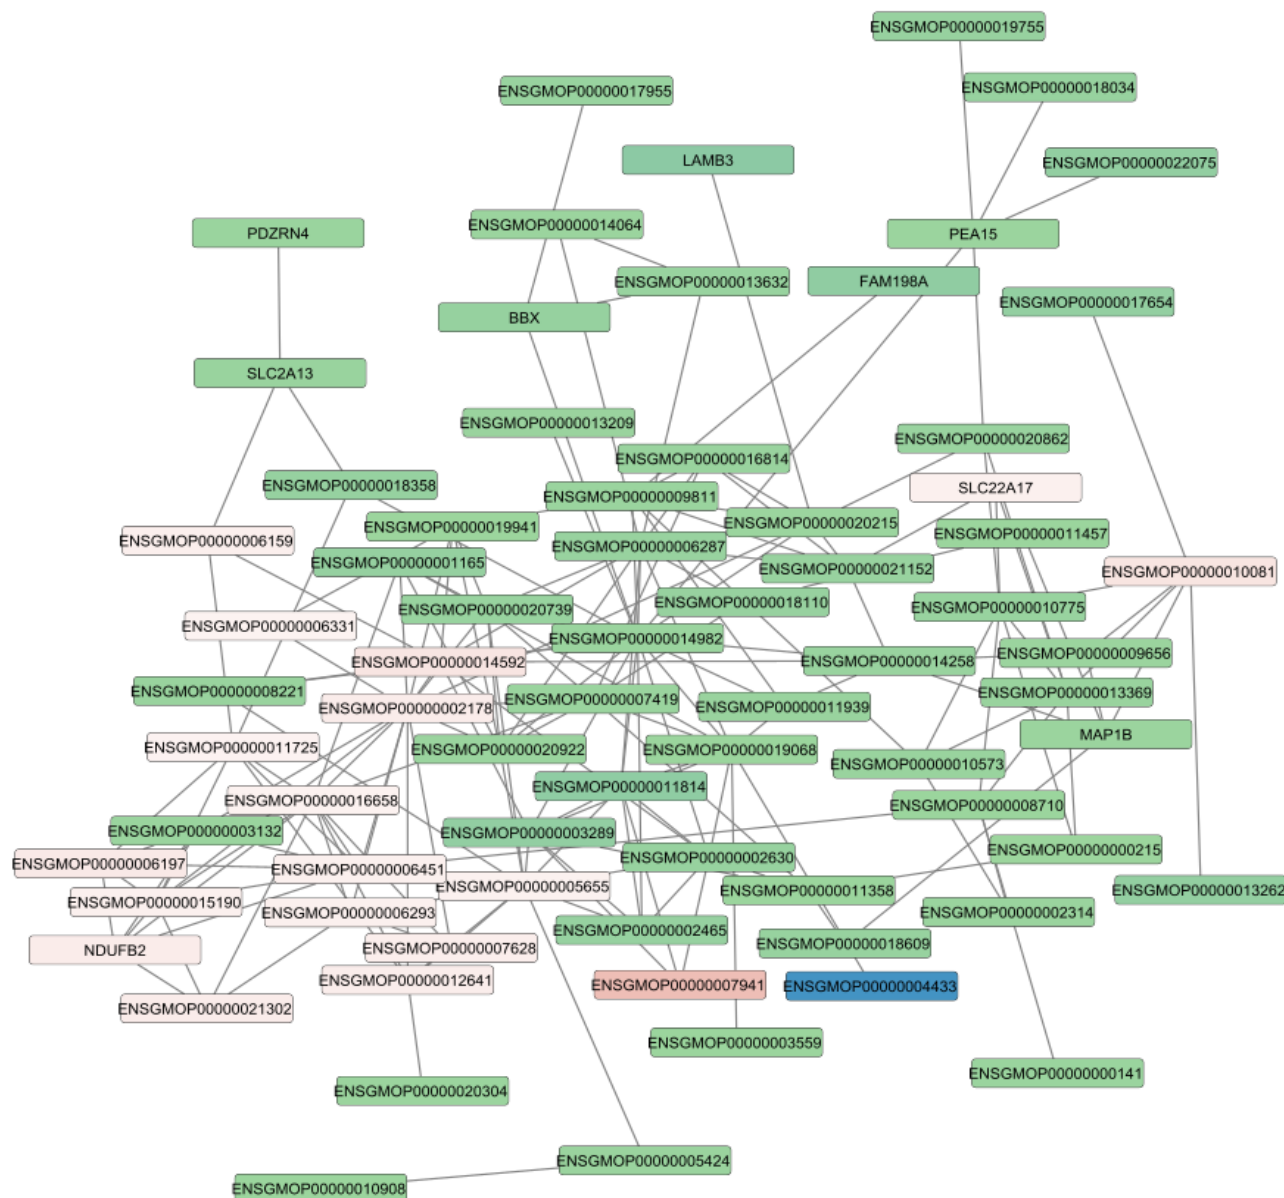 ENSGMOP00000019755
ENSGMOP00000018034
ENSGMOP00000017955
LAMB3
ENSGMOP00000022075
ENSGMOP00000014064
PDZRN4
PEA15
ENSGMOP00000013632
FAM198A
ENSGMOP00000017654
BBX
SLC2A13
ENSGMOP00000013209
ENSGMOP00000020862
ENSGMOP00000016814
ENSGMOP00000018358
SLC22A17
ENSGMOP00000009811
ENSGMOP00000019941
ENSGMOP00000020215
ENSGMOP00000011457
ENSGMOP00000006159
ENSGMOP00000006287
ENSGMOP00000001165
ENSGMOP00000021152
ENSGMOP00000010081
ENSGMOP00000020739
ENSGMOP00000018110
ENSGMOP00000010775
ENSGMOP00000006331
ENSGMOP00000014982
ENSGMOP00000014592
ENSGMOP00000014258
ENSGMOP00000009656
ENSGMOP00000008221
ENSGMOP00000007419
ENSGMOP00000013369
ENSGMOP00000002178
ENSGMOP00000011939
MAP1B
ENSGMOP00000011725
ENSGMOP00000020922
ENSGMOP00000019068
ENSGMOP00000010573
ENSGMOP00000011814
ENSGMOP00000016658
ENSGMOP00000008710
ENSGMOP00000003132
ENSGMOP00000003289
ENSGMOP00000000215
ENSGMOP00000002630
ENSGMOP00000006197
ENSGMOP00000006451
ENSGMOP00000005655
ENSGMOP00000011358
ENSGMOP00000013262
ENSGMOP00000015190
ENSGMOP00000006293
ENSGMOP00000002314
ENSGMOP00000002465
ENSGMOP00000018609
NDUFB2
ENSGMOP00000007628
ENSGMOP00000012641
ENSGMOP00000007941
ENSGMOP00000004433
ENSGMOP00000021302
ENSGMOP00000003559
ENSGMOP00000000141
ENSGMOP00000020304
ENSGMOP00000005424
ENSGMOP00000010908